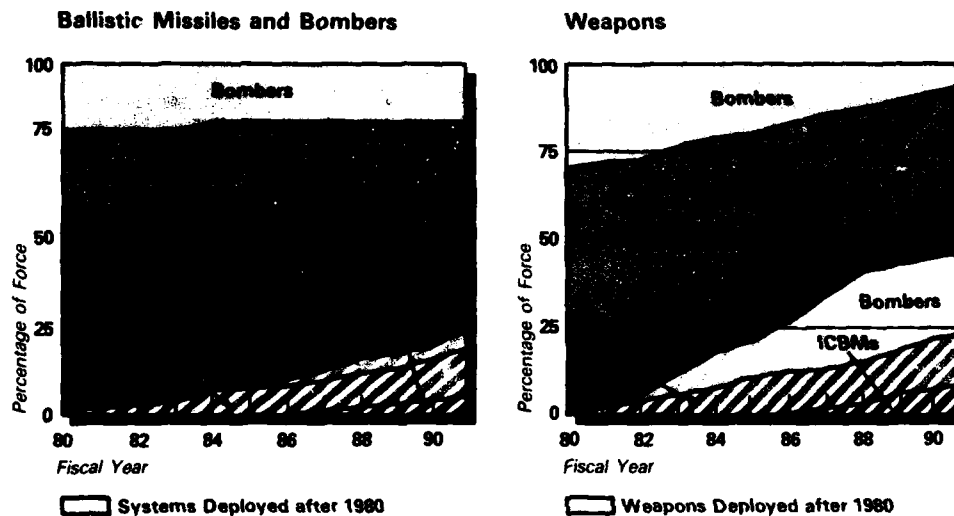 Ballistic Missiles and Bombers
100
75
50
25
0
Percentage of Force
Bombers
80 82 84 86 88 90
Fiscal Year
Systems Deployed after 1980
Weapons
100
75
50
25
0
Percentage of Force
Bombers
Bombers
ICBMs
80 82 84 86 88 90
Fiscal Year
Weapons Deployed after 1980